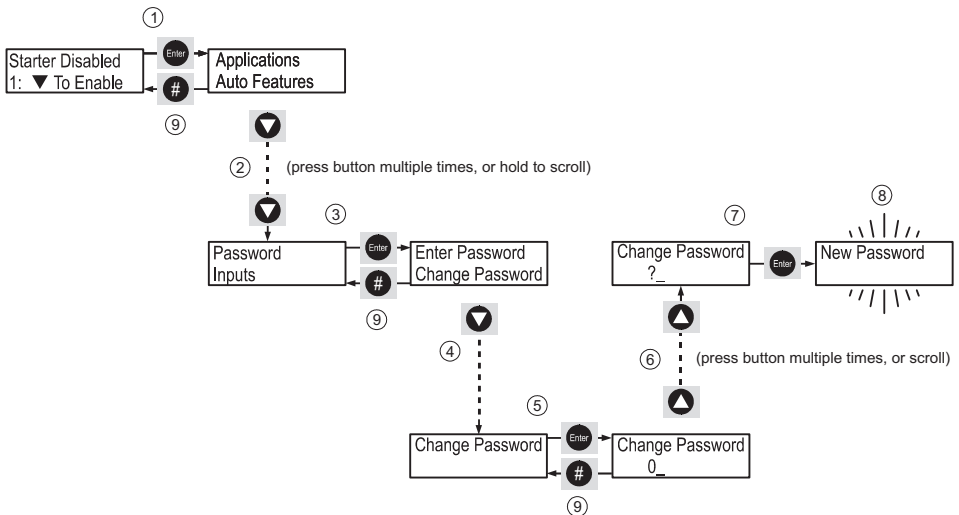 ①
Starter Disabled
1: ▼ To Enable
Enter
#
Applications
Auto Features
⑨
② (press button multiple times, or hold to scroll)
③
Password
Inputs
Enter
#
Enter Password
Change Password
⑨
④
⑤
Change Password
Enter
#
Change Password
0_
⑨
⑥ (press button multiple times, or scroll)
⑦
Change Password
?_
Enter
⑧
New Password